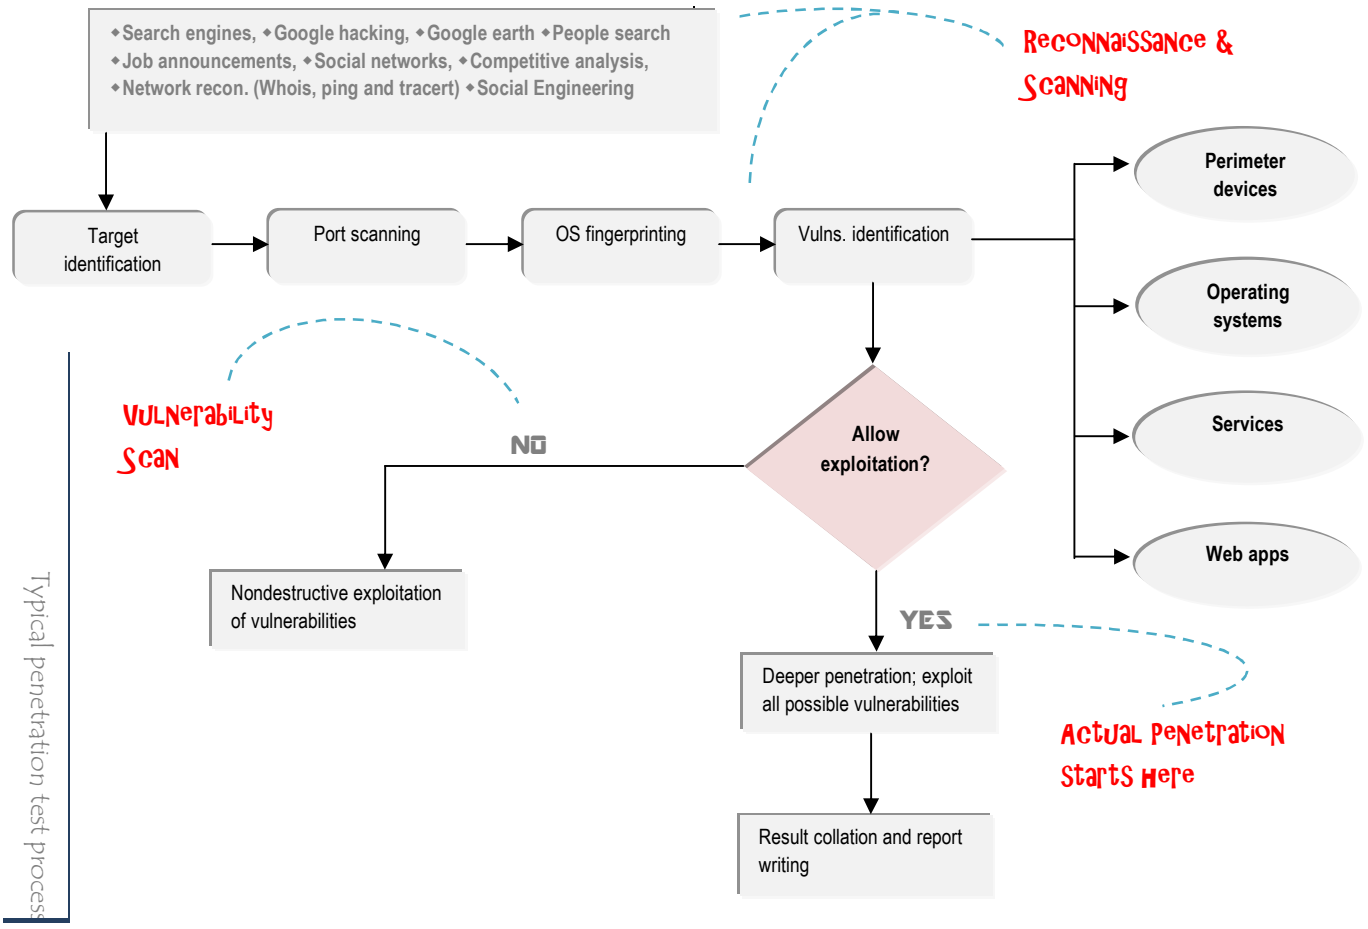 ◆Search engines, ◆Google hacking, ◆Google earth ◆People search
◆Job announcements, ◆Social networks, ◆Competitive analysis,
◆Network recon. (Whois, ping and tracert) ◆Social Engineering
Reconnaissance &
Scanning
Target
identification
Port scanning
OS fingerprinting
Vulns. identification
Perimeter
devices
Operating
systems
Services
Web apps
Vulnerability
Scan
NO
Allow
exploitation?
Nondestructive exploitation
of vulnerabilities
YES
Deeper penetration; exploit
all possible vulnerabilities
Actual Penetration
Starts Here
Result collation and report
writing
Typical penetration test process